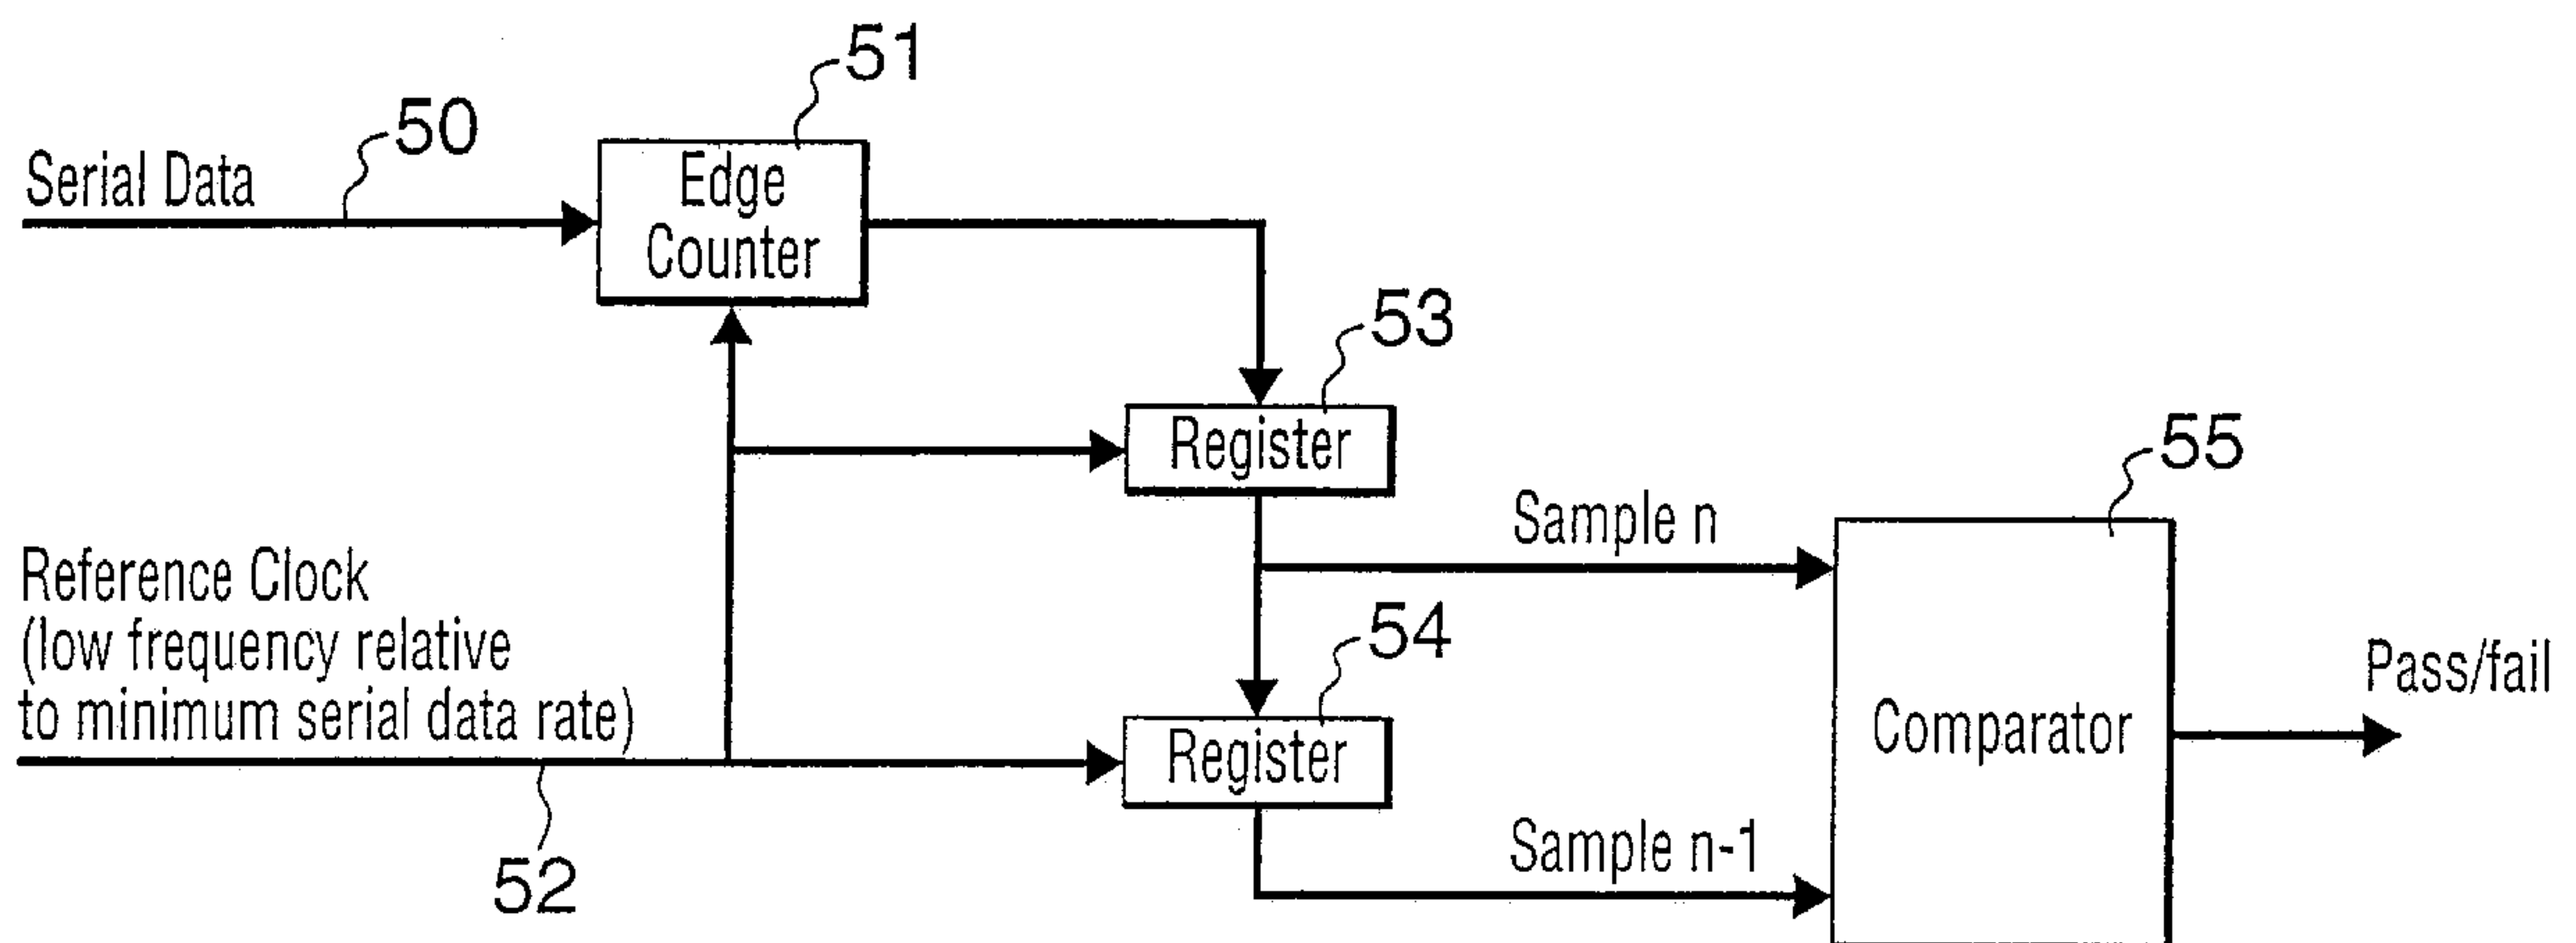 51
50
Serial Data
Edge
Counter
53
Register
55
Sample n
Reference Clock
(low frequency relative
to minimum serial data rate)
54
Pass/fail
Register
Comparator
Sample n-1
52